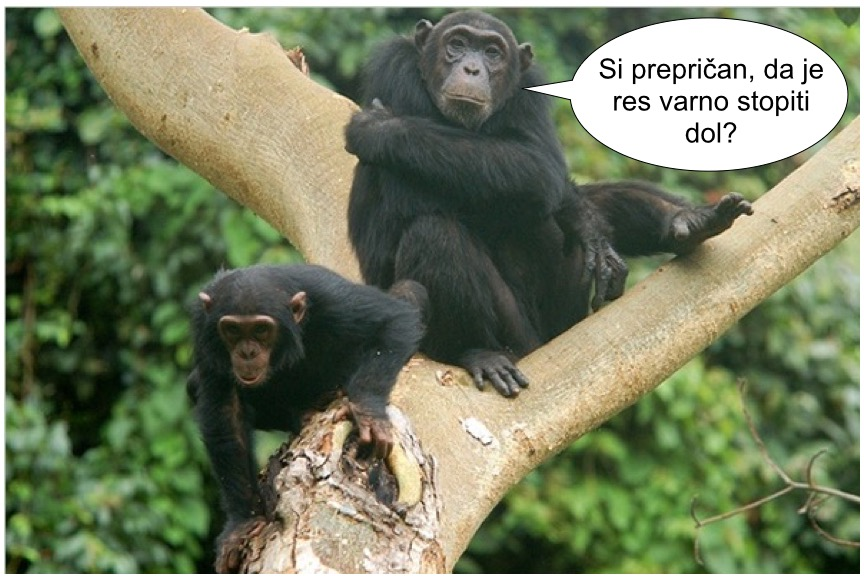 Si prepričan, da je
res varno stopiti
dol?